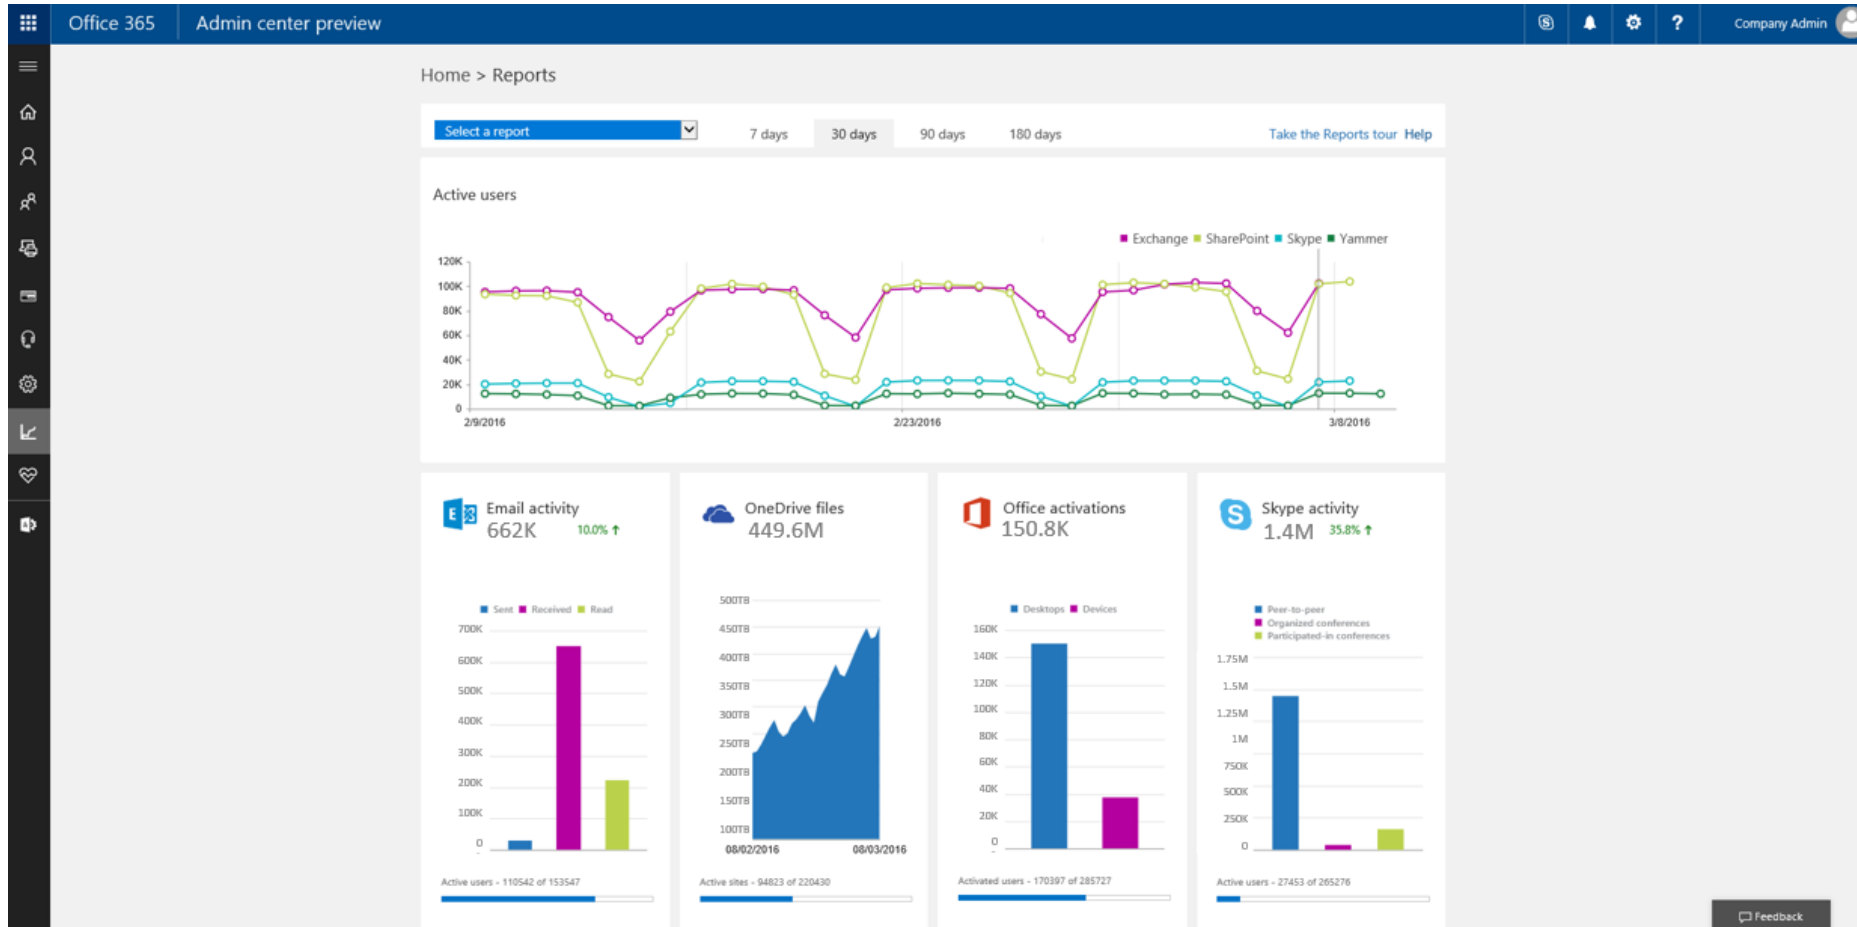 Office 365 Admin center preview ? Company Admin
Home > Reports
Select a report 7 days 30 days 90 days 180 days Take the Reports tour Help
Active users
Exchange SharePoint Skype Yammer
120K
100K
80K
60K
40K
20K
0
2/9/2016 2/23/2016 3/8/2016
Email activity
662K 10.0%
Sent Received Read
700K
600K
500K
400K
300K
200K
100K
0
Active users - 110542 of 153547
OneDrive files
449.6M
500TB
450TB
400TB
350TB
300TB
250TB
200TB
150TB
100TB
08/02/2016 08/03/2016
Active sites - 94823 of 220430
Office activations
150.8K
Desktops Devices
160K
140K
120K
100K
80K
60K
40K
20K
0
Activated users - 170397 of 285727
Skype activity
1.4M 35.8%
Peer-to-peer
Organized conferences
Participated-in conferences
1.75M
1.5M
1.25M
1M
750K
500K
250K
0
Active users - 27453 of 265276
Feedback